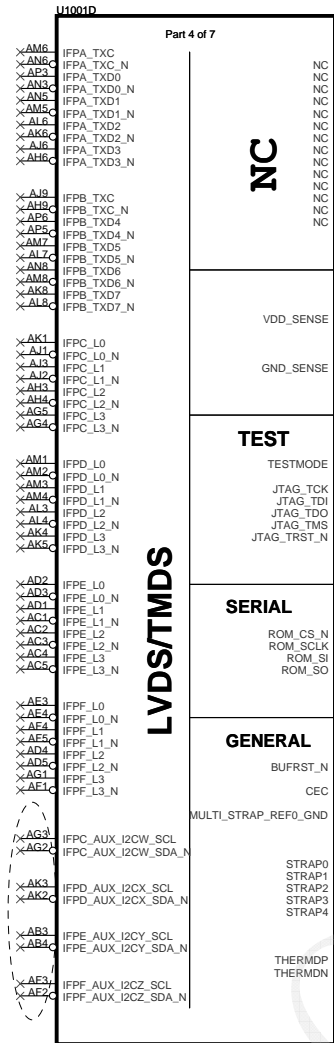 U1001D
Part 4 of 7
AM6 IFPA_TXC
AN6 IFPA_TXC_N
AP3 IFPA_TXD0
AN3 IFPA_TXD0_N
AN5 IFPA_TXD1
AM5 IFPA_TXD1_N
AL6 IFPA_TXD2
AK6 IFPA_TXD2_N
AJ6 IFPA_TXD3
AH6 IFPA_TXD3_N
AJ9 IFPB_TXC
AH9 IFPB_TXC_N
AP6 IFPB_TXD4
AP5 IFPB_TXD4_N
AM7 IFPB_TXD5
AL7 IFPB_TXD5_N
AN8 IFPB_TXD6
AM8 IFPB_TXD6_N
AK8 IFPB_TXD7
AL8 IFPB_TXD7_N
AK1 IFPC_L0
AJ1 IFPC_L0_N
AJ3 IFPC_L1
AJ2 IFPC_L1_N
AH3 IFPC_L2
AH4 IFPC_L2_N
AG5 IFPC_L3
AG4 IFPC_L3_N
AM1 IFPD_L0
AM2 IFPD_L0_N
AM3 IFPD_L1
AM4 IFPD_L1_N
AL3 IFPD_L2
AL4 IFPD_L2_N
AK4 IFPD_L3
AK5 IFPD_L3_N
AD2 IFPE_L0
AD3 IFPE_L0_N
AD1 IFPE_L1
AC1 IFPE_L1_N
AC2 IFPE_L2
AC3 IFPE_L2_N
AC4 IFPE_L3
AC5 IFPE_L3_N
AE3 IFPF_L0
AE4 IFPF_L0_N
AF4 IFPF_L1
AF5 IFPF_L1_N
AD4 IFPF_L2
AD5 IFPF_L2_N
AG1 IFPF_L3
AF1 IFPF_L3_N
AG3 IFPC_AUX_I2CW_SCL
AG2 IFPC_AUX_I2CW_SDA_N
AK3 IFPD_AUX_I2CX_SCL
AK2 IFPD_AUX_I2CX_SDA_N
AB3 IFPE_AUX_I2CY_SCL
AB4 IFPE_AUX_I2CY_SDA_N
AF3 IFPF_AUX_I2CZ_SCL
AF2 IFPF_AUX_I2CZ_SDA_N
LVDS/TMDS
NC
NC
NC
NC
NC
NC
NC
NC
NC
NC
VDD_SENSE
GND_SENSE
TEST
TESTMODE
JTAG_TCK
JTAG_TDI
JTAG_TDO
JTAG_TMS
JTAG_TRST_N
SERIAL
ROM_CS_N
ROM_SCLK
ROM_SI
ROM_SO
GENERAL
BUFRST_N
CEC
MULTI_STRAP_REF0_GND
STRAP0
STRAP1
STRAP2
STRAP3
STRAP4
THERMDP
THERMDN